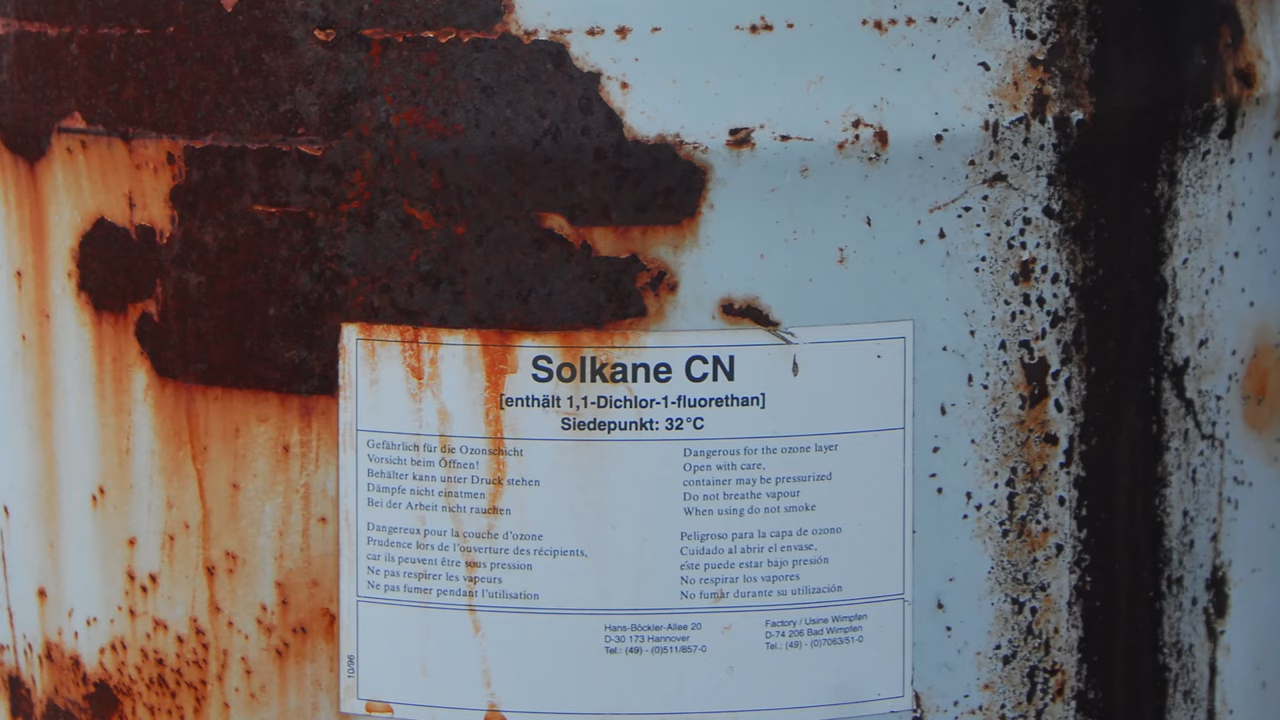 Solkane CN
[enthält 1,1-Dichlor-1-fluorethan]
Siedepunkt: 32°C
Gefährlich für die Ozonschicht
Vorsicht beim Öffnen!
Behälter kann unter Druck stehen
Dämpfe nicht einatmen
Bei der Arbeit nicht rauchen
Dangerous for the ozone layer
Open with care,
container may be pressurized
Do not breathe vapour
When using do not smoke
Dangereux pour la couche d'ozone
Prudence lors de l'ouverture des récipients,
car ils peuvent être sous pression
Ne pas respirer les vapeurs
Ne pas fumer pendant l'utilisation
Peligroso para la capa de ozono
Cuidado al abrir el envase,
este puede estar bajo presión
No respirar los vapores
No fumar durante su utilización
Hans-Böckler-Allee 20
D-30 173 Hannover
Tel.: (49) - (0)511/857-0
Factory / Usine Wimpfen
D-74 206 Bad Wimpfen
Tel.: (49) - (0)7063/51-0
10/96